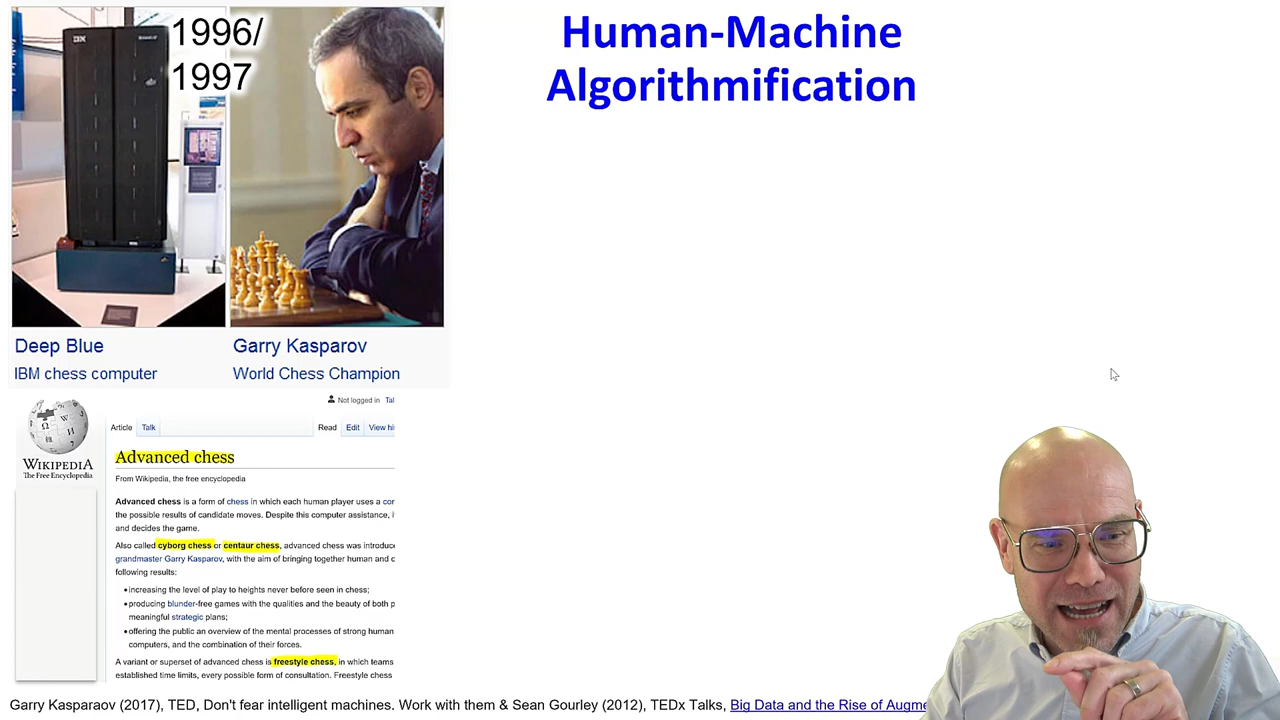 1996/
1997
Human-Machine
Algorithmification
IBM
Deep Blue
IBM chess computer
Garry Kasparov
World Chess Champion
Not logged in Tal
Article Talk Read Edit View hi
WIKIPEDIA
The Free Encyclopedia
Advanced chess
From Wikipedia, the free encyclopedia
Advanced chess is a form of chess in which each human player uses a cor
the possible results of candidate moves. Despite this computer assistance, i
and decides the game.
Also called cyborg chess or centaur chess, advanced chess was introduce
grandmaster Garry Kasparov, with the aim of bringing together human and c
following results:
• increasing the level of play to heights never before seen in chess;
• producing blunder-free games with the qualities and the beauty of both p
meaningful strategic plans;
• offering the public an overview of the mental processes of strong human
computers, and the combination of their forces.
A variant or superset of advanced chess is freestyle chess, in which teams
established time limits, every possible form of consultation. Freestyle chess
Garry Kasparaov (2017), TED, Don't fear intelligent machines. Work with them & Sean Gourley (2012), TEDx Talks, Big Data and the Rise of Augme